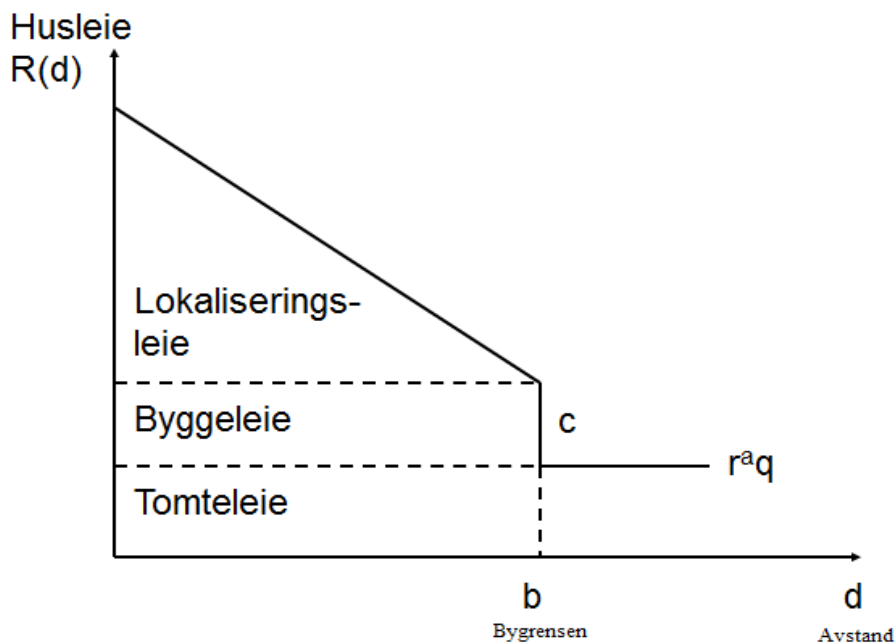 Husleie
R(d)
Lokaliserings-
leie
Byggeleie
c
rᵃq
Tomteleie
b
d
Bygrensen
Avstand